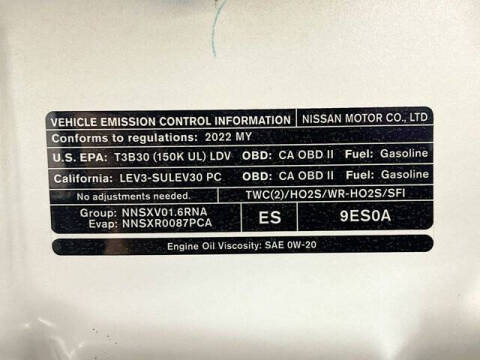 VEHICLE EMISSION CONTROL INFORMATION NISSAN MOTOR CO., LTD
Conforms to regulations: 2022 MY
U.S. EPA: T3B30 (150K UL) LDV OBD: CA OBD II Fuel: Gasoline
California: LEV3-SULEV30 PC OBD: CA OBD II Fuel: Gasoline
No adjustments needed. TWC(2)/HO2S/WR-HO2S/SFI
Group: NNSXV01.6RNA ES 9ES0A
Evap: NNSXR0087PCA
Engine Oil Viscosity: SAE 0W-20